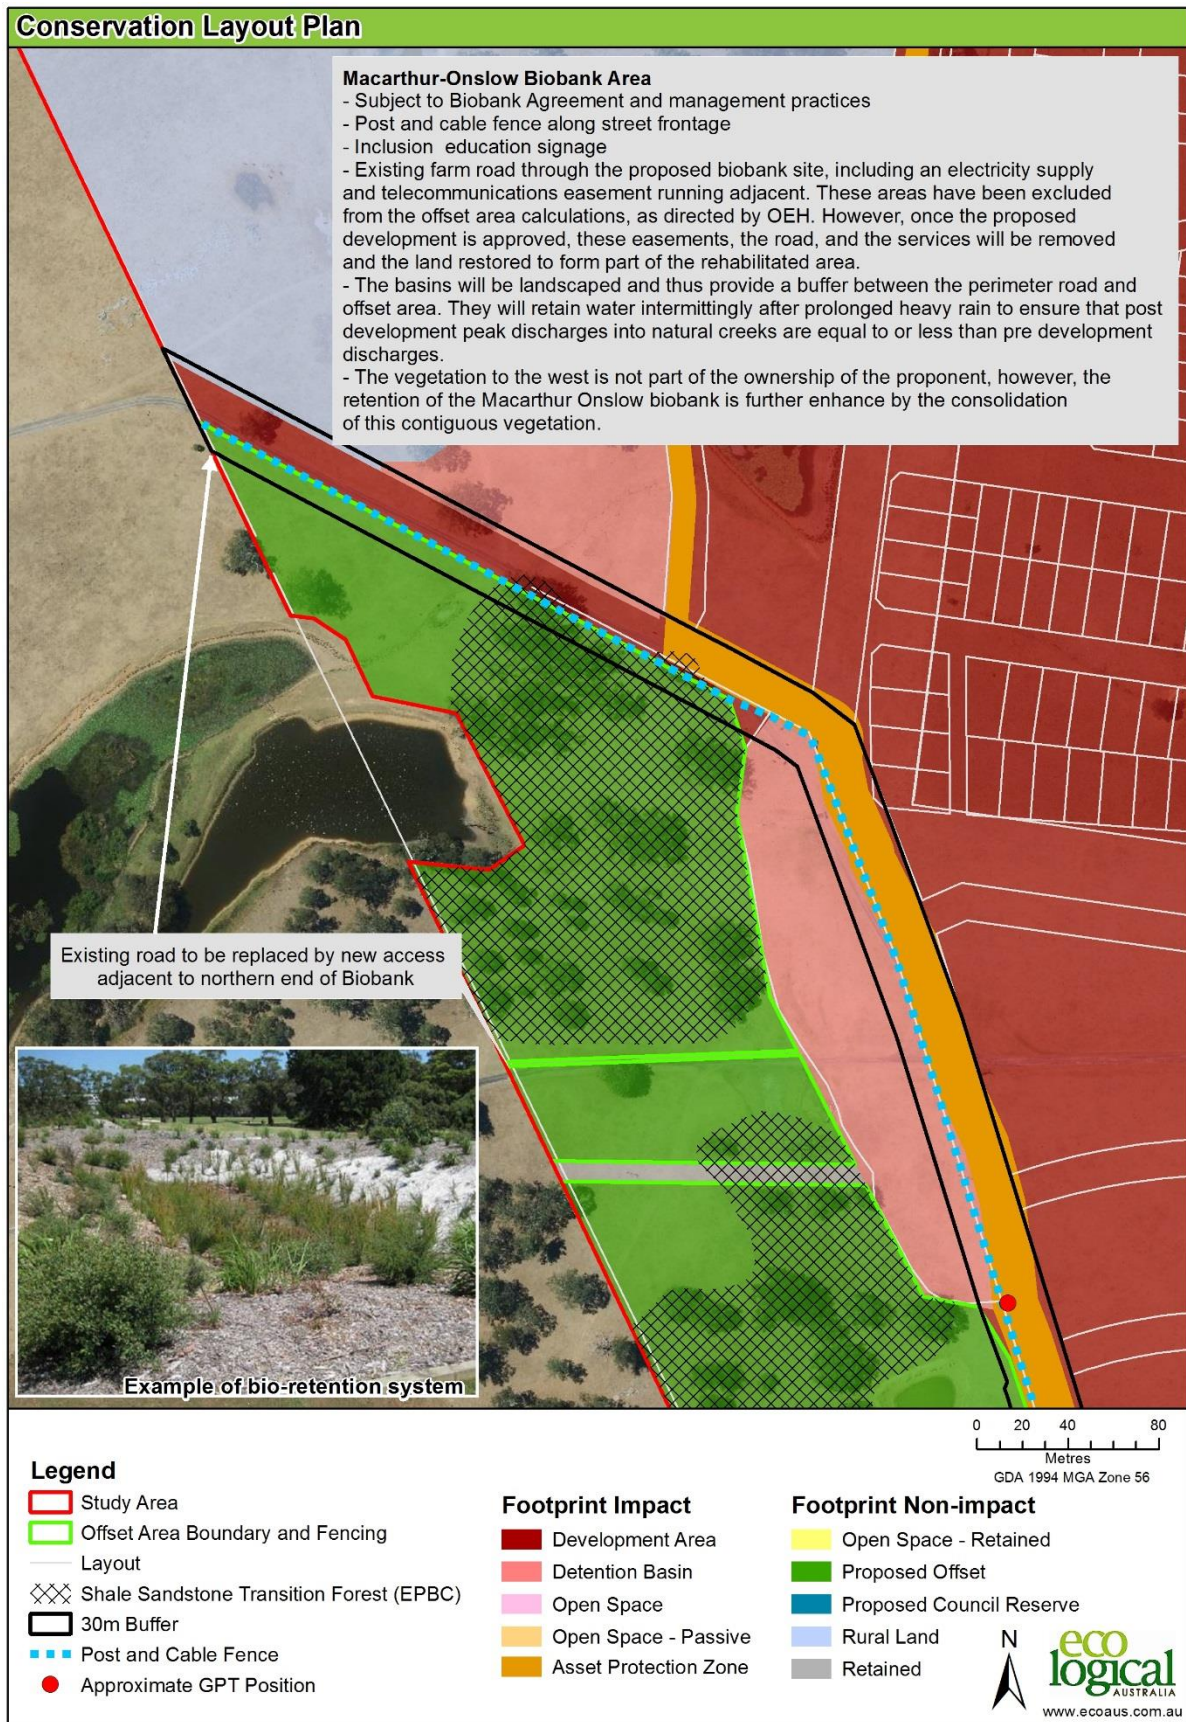 Conservation Layout Plan
Macarthur-Onslow Biobank Area
- Subject to Biobank Agreement and management practices
- Post and cable fence along street frontage
- Inclusion education signage
- Existing farm road through the proposed biobank site, including an electricity supply
and telecommunications easement running adjacent. These areas have been excluded
from the offset area calculations, as directed by OEH. However, once the proposed
development is approved, these easements, the road, and the services will be removed
and the land restored to form part of the rehabilitated area.
- The basins will be landscaped and thus provide a buffer between the perimeter road and
offset area. They will retain water intermittingly after prolonged heavy rain to ensure that post
development peak discharges into natural creeks are equal to or less than pre development
discharges.
- The vegetation to the west is not part of the ownership of the proponent, however, the
retention of the Macarthur Onslow biobank is further enhance by the consolidation
of this contiguous vegetation.
Existing road to be replaced by new access
adjacent to northern end of Biobank
Example of bio-retention system
0 20 40 80
Metres
GDA 1994 MGA Zone 56
Legend
Study Area
Offset Area Boundary and Fencing
Layout
Shale Sandstone Transition Forest (EPBC)
30m Buffer
Post and Cable Fence
Approximate GPT Position
Footprint Impact
Development Area
Detention Basin
Open Space
Open Space - Passive
Asset Protection Zone
Footprint Non-impact
Open Space - Retained
Proposed Offset
Proposed Council Reserve
Rural Land
Retained
N
eco
logical
AUSTRALIA
www.ecoaus.com.au